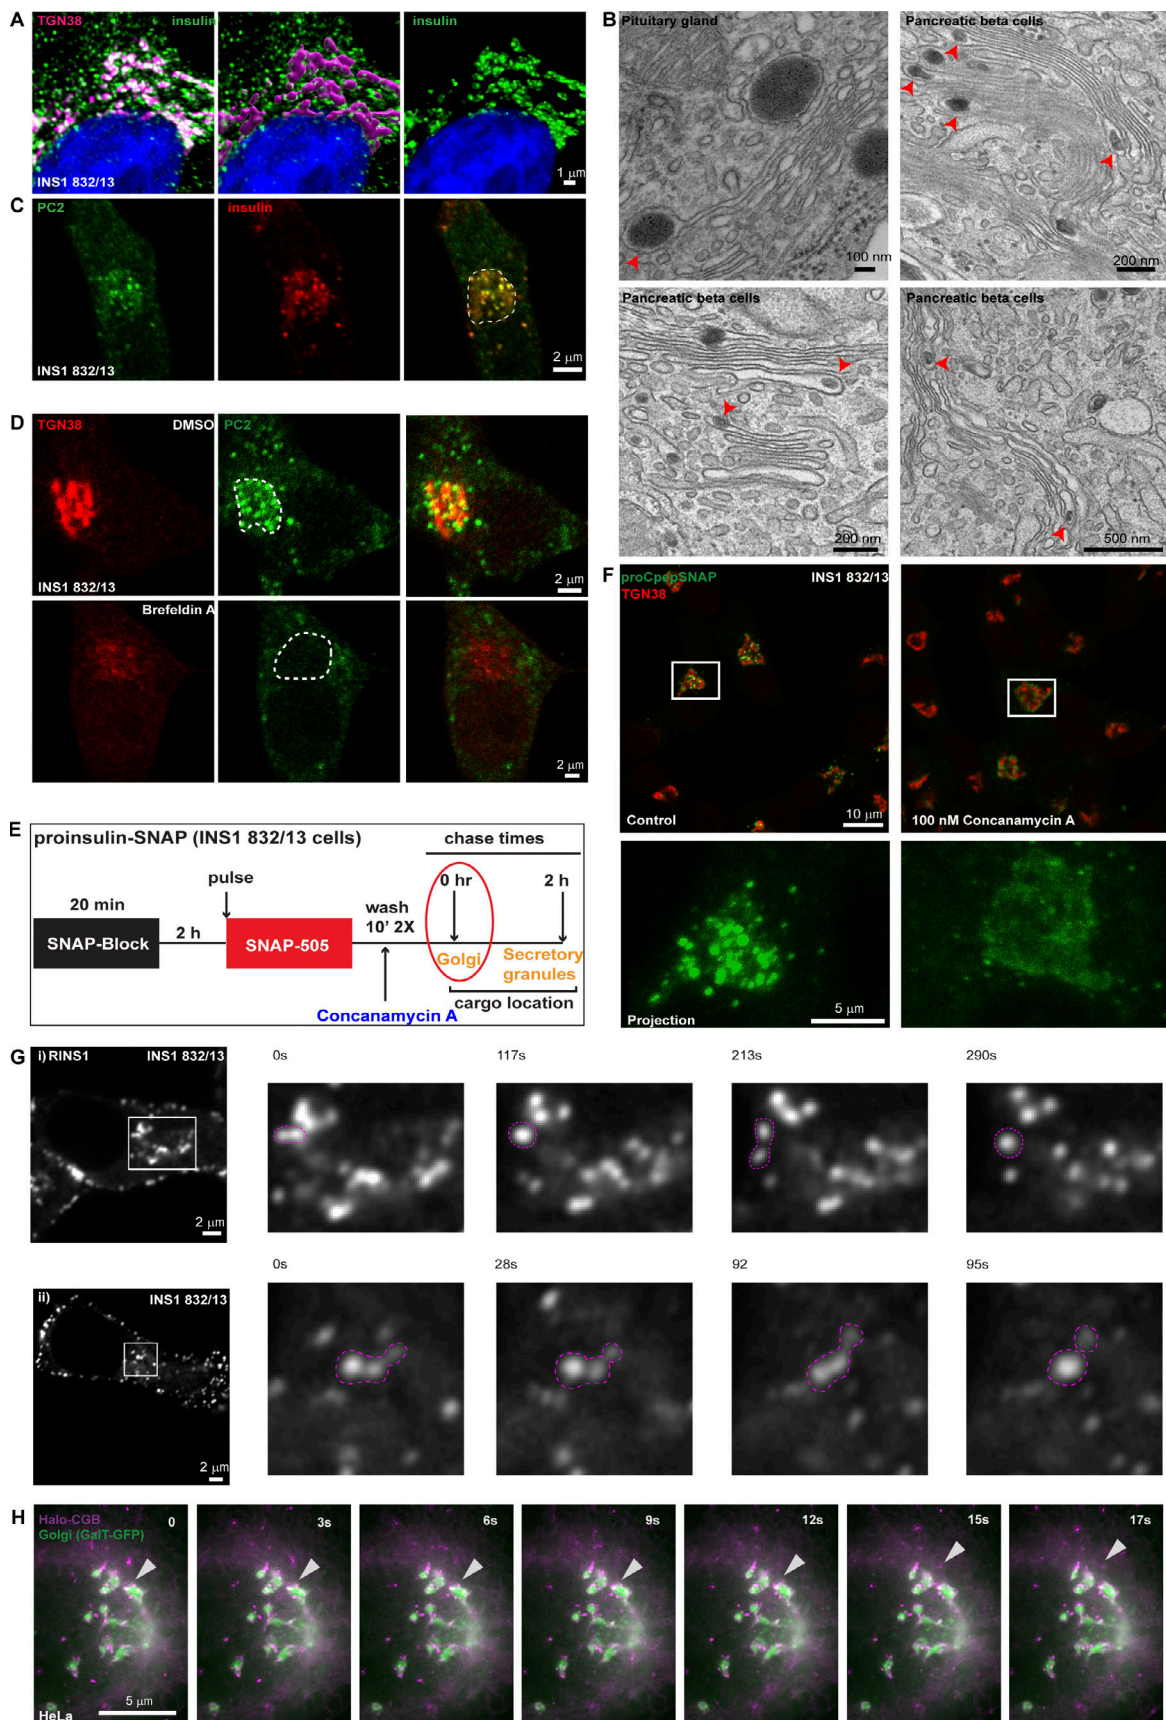 A
TGN38
insulin
insulin
INS1 832/13
1 μm
B
Pituitary gland
100 nm
Pancreatic beta cells
200 nm
Pancreatic beta cells
200 nm
Pancreatic beta cells
500 nm
C
PC2
insulin
INS1 832/13
2 μm
D
TGN38
DMSO
PC2
INS1 832/13
2 μm
Brefeldin A
2 μm
E
proinsulin-SNAP (INS1 832/13 cells)
chase times
pulse
0 hr
2 h
20 min
wash
10' 2X
SNAP-Block
2 h
SNAP-505
Golgi
Secretory
granules
cargo location
Concanamycin A
F
proCpepSNAP
INS1 832/13
TGN38
Control
10 μm
100 nM Concanamycin A
Projection
5 μm
G
i) RINS1
INS1 832/13
2 μm
0s
117s
213s
290s
ii)
INS1 832/13
2 μm
0s
28s
92
95s
H
Halo-CGB
Golgi (GalT-GFP)
0
3s
6s
9s
12s
15s
17s
5 μm
HeLa